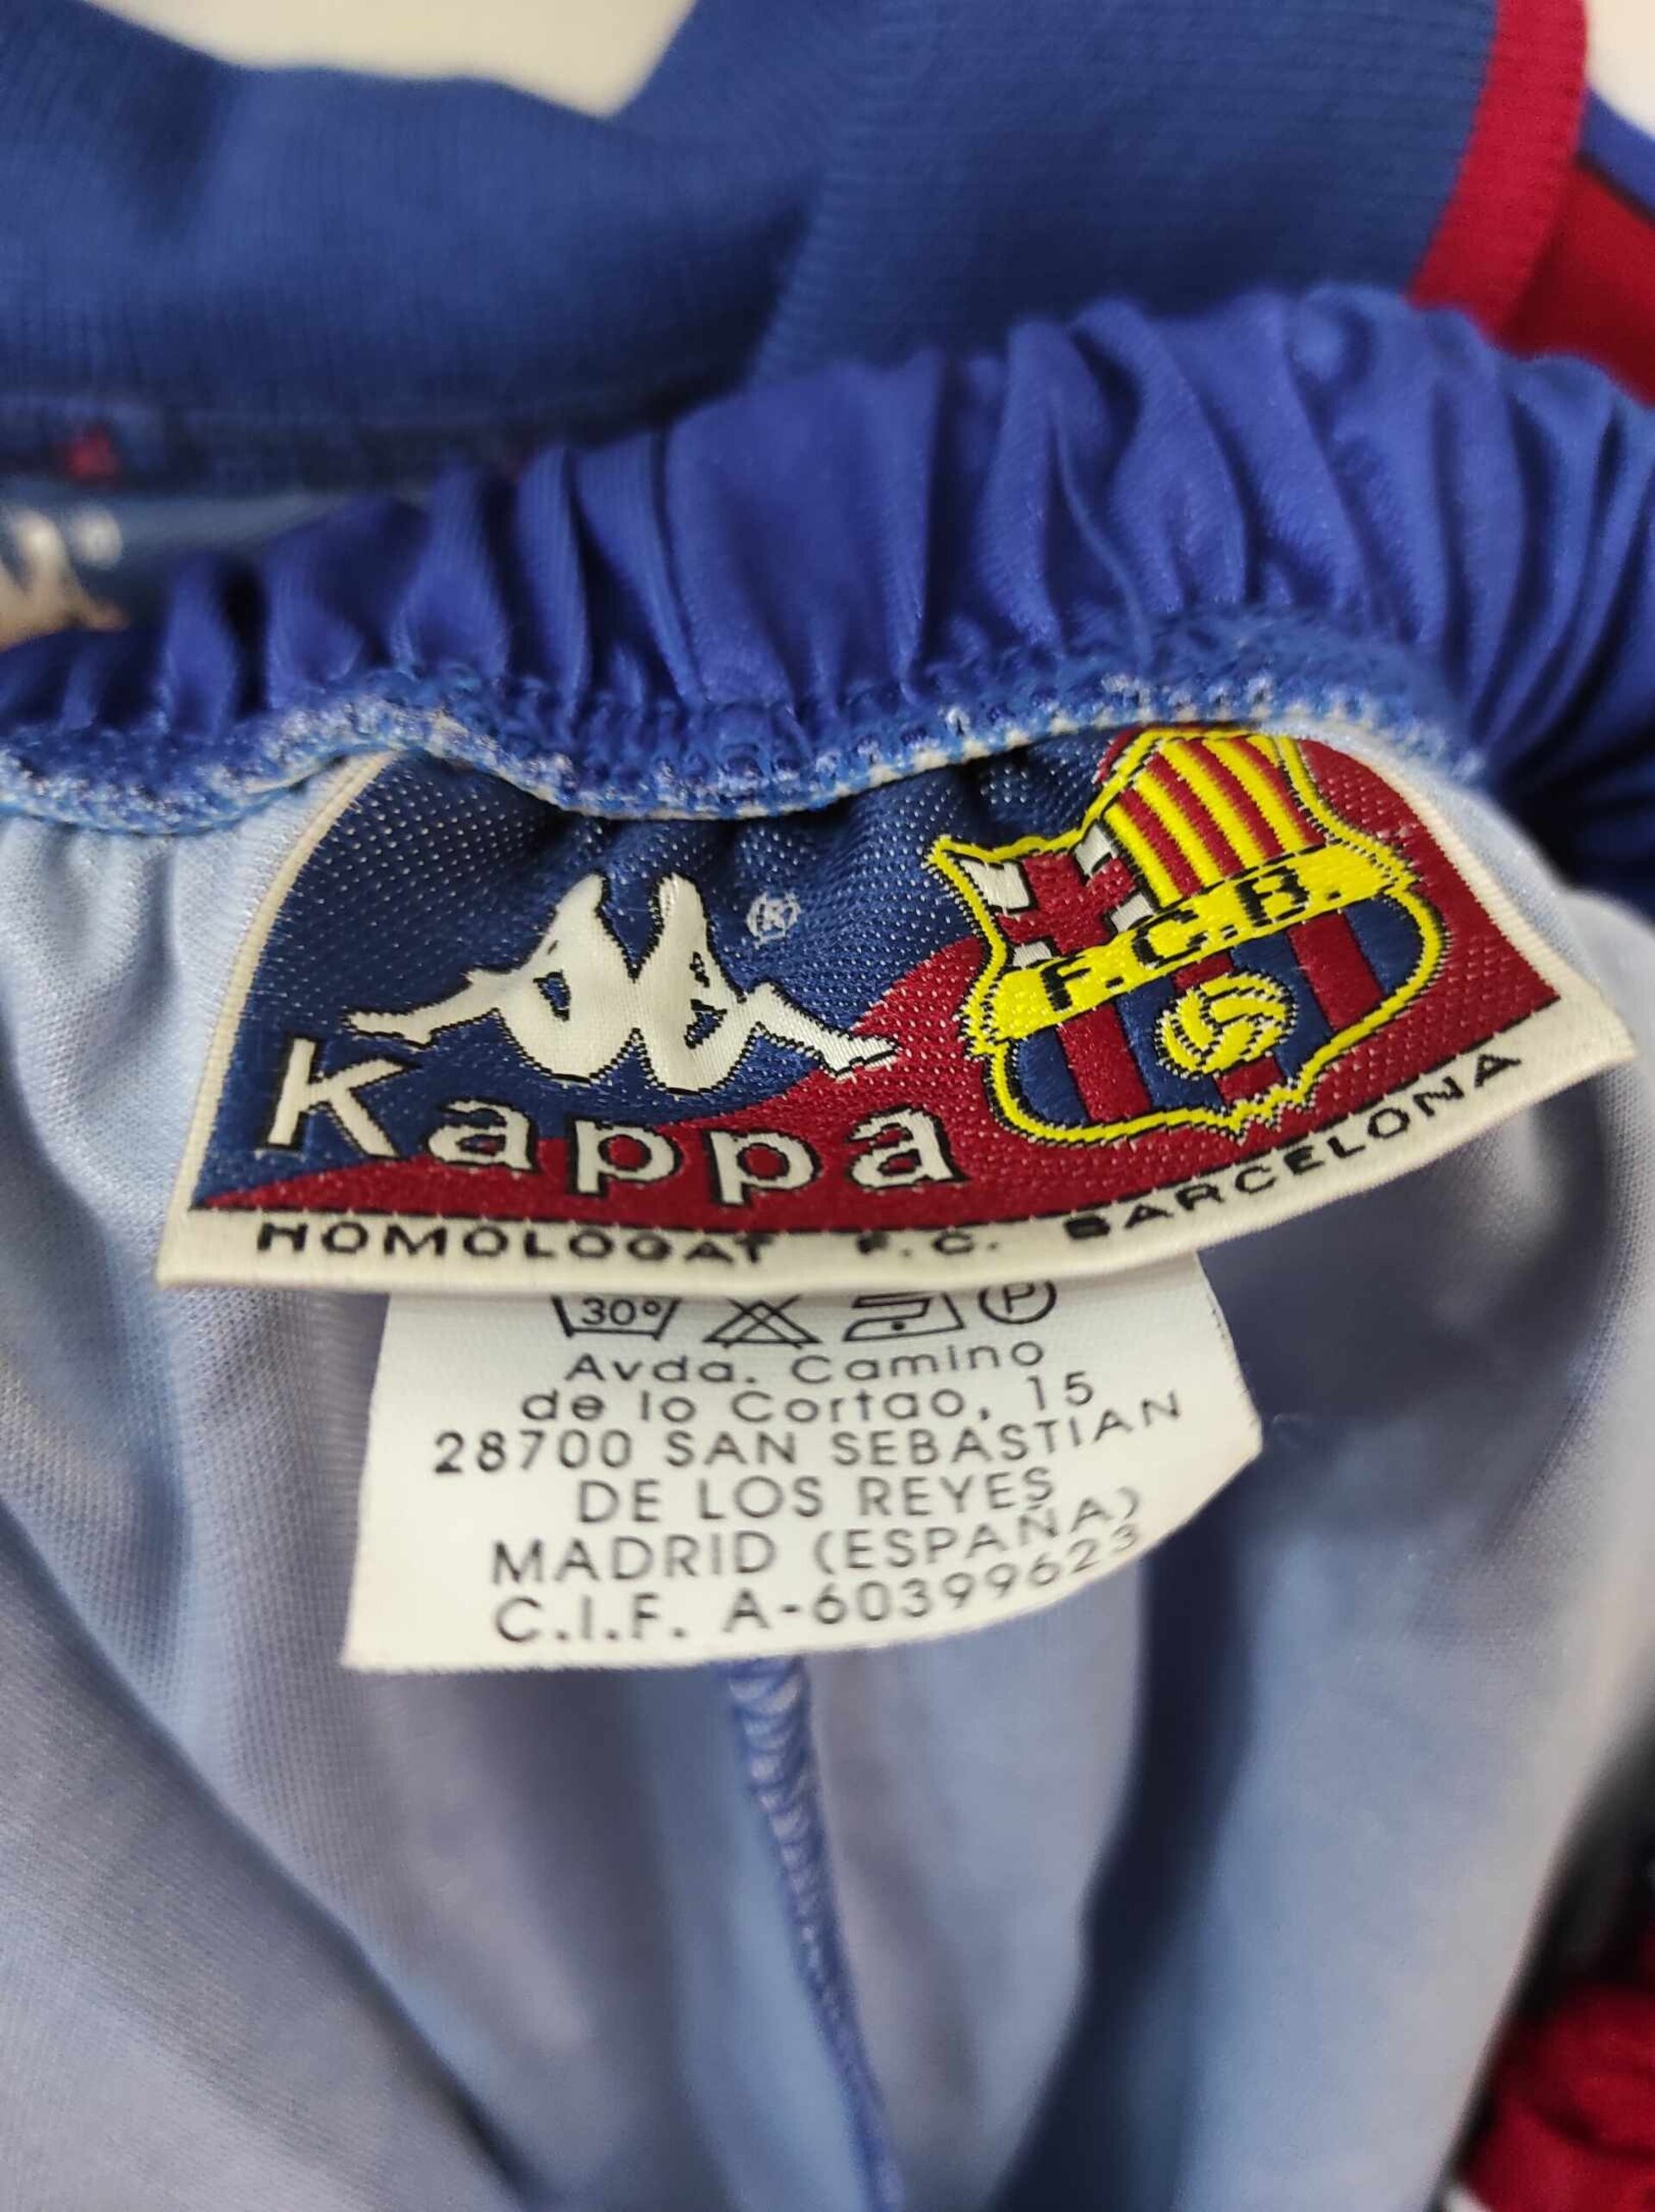 F.C.B.
Kappa
HOMOLOGAT F.C. BARCELONA
30° P
Avda. Camino
de lo Cortao, 15
28700 SAN SEBASTIAN
DE LOS REYES
MADRID (ESPAÑA)
C.I.F. A-60399623